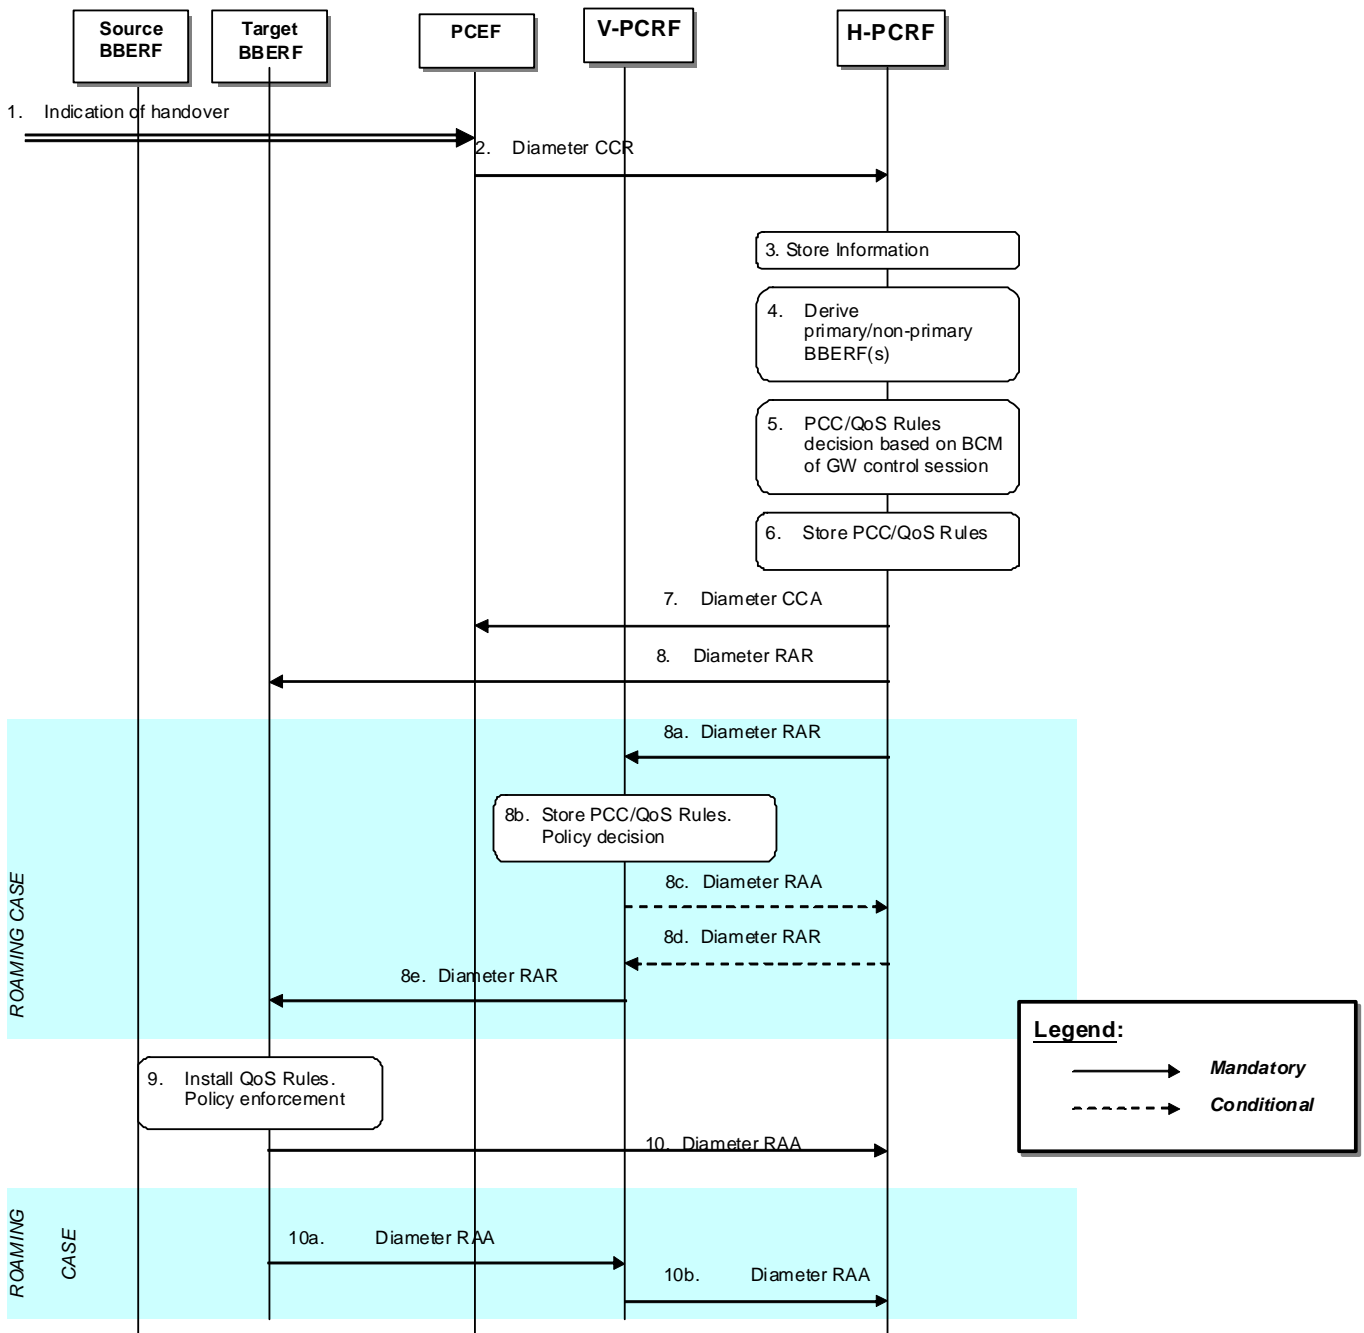 Source
BBERF
Target
BBERF
PCEF
V-PCRF
H-PCRF
1. Indication of handover
2. Diameter CCR
3. Store Information
4. Derive
primary/non-primary
BBERF(s)
5. PCC/QoS Rules
decision based on BCM
of GW control session
6. Store PCC/QoS Rules
7. Diameter CCA
8. Diameter RAR
8a. Diameter RAR
8b. Store PCC/QoS Rules.
Policy decision
8c. Diameter RAA
8d. Diameter RAR
8e. Diameter RAR
ROAMING CASE
Legend:
Mandatory
Conditional
9. Install QoS Rules.
Policy enforcement
10. Diameter RAA
ROAMING
CASE
10a. Diameter RAA
10b. Diameter RAA